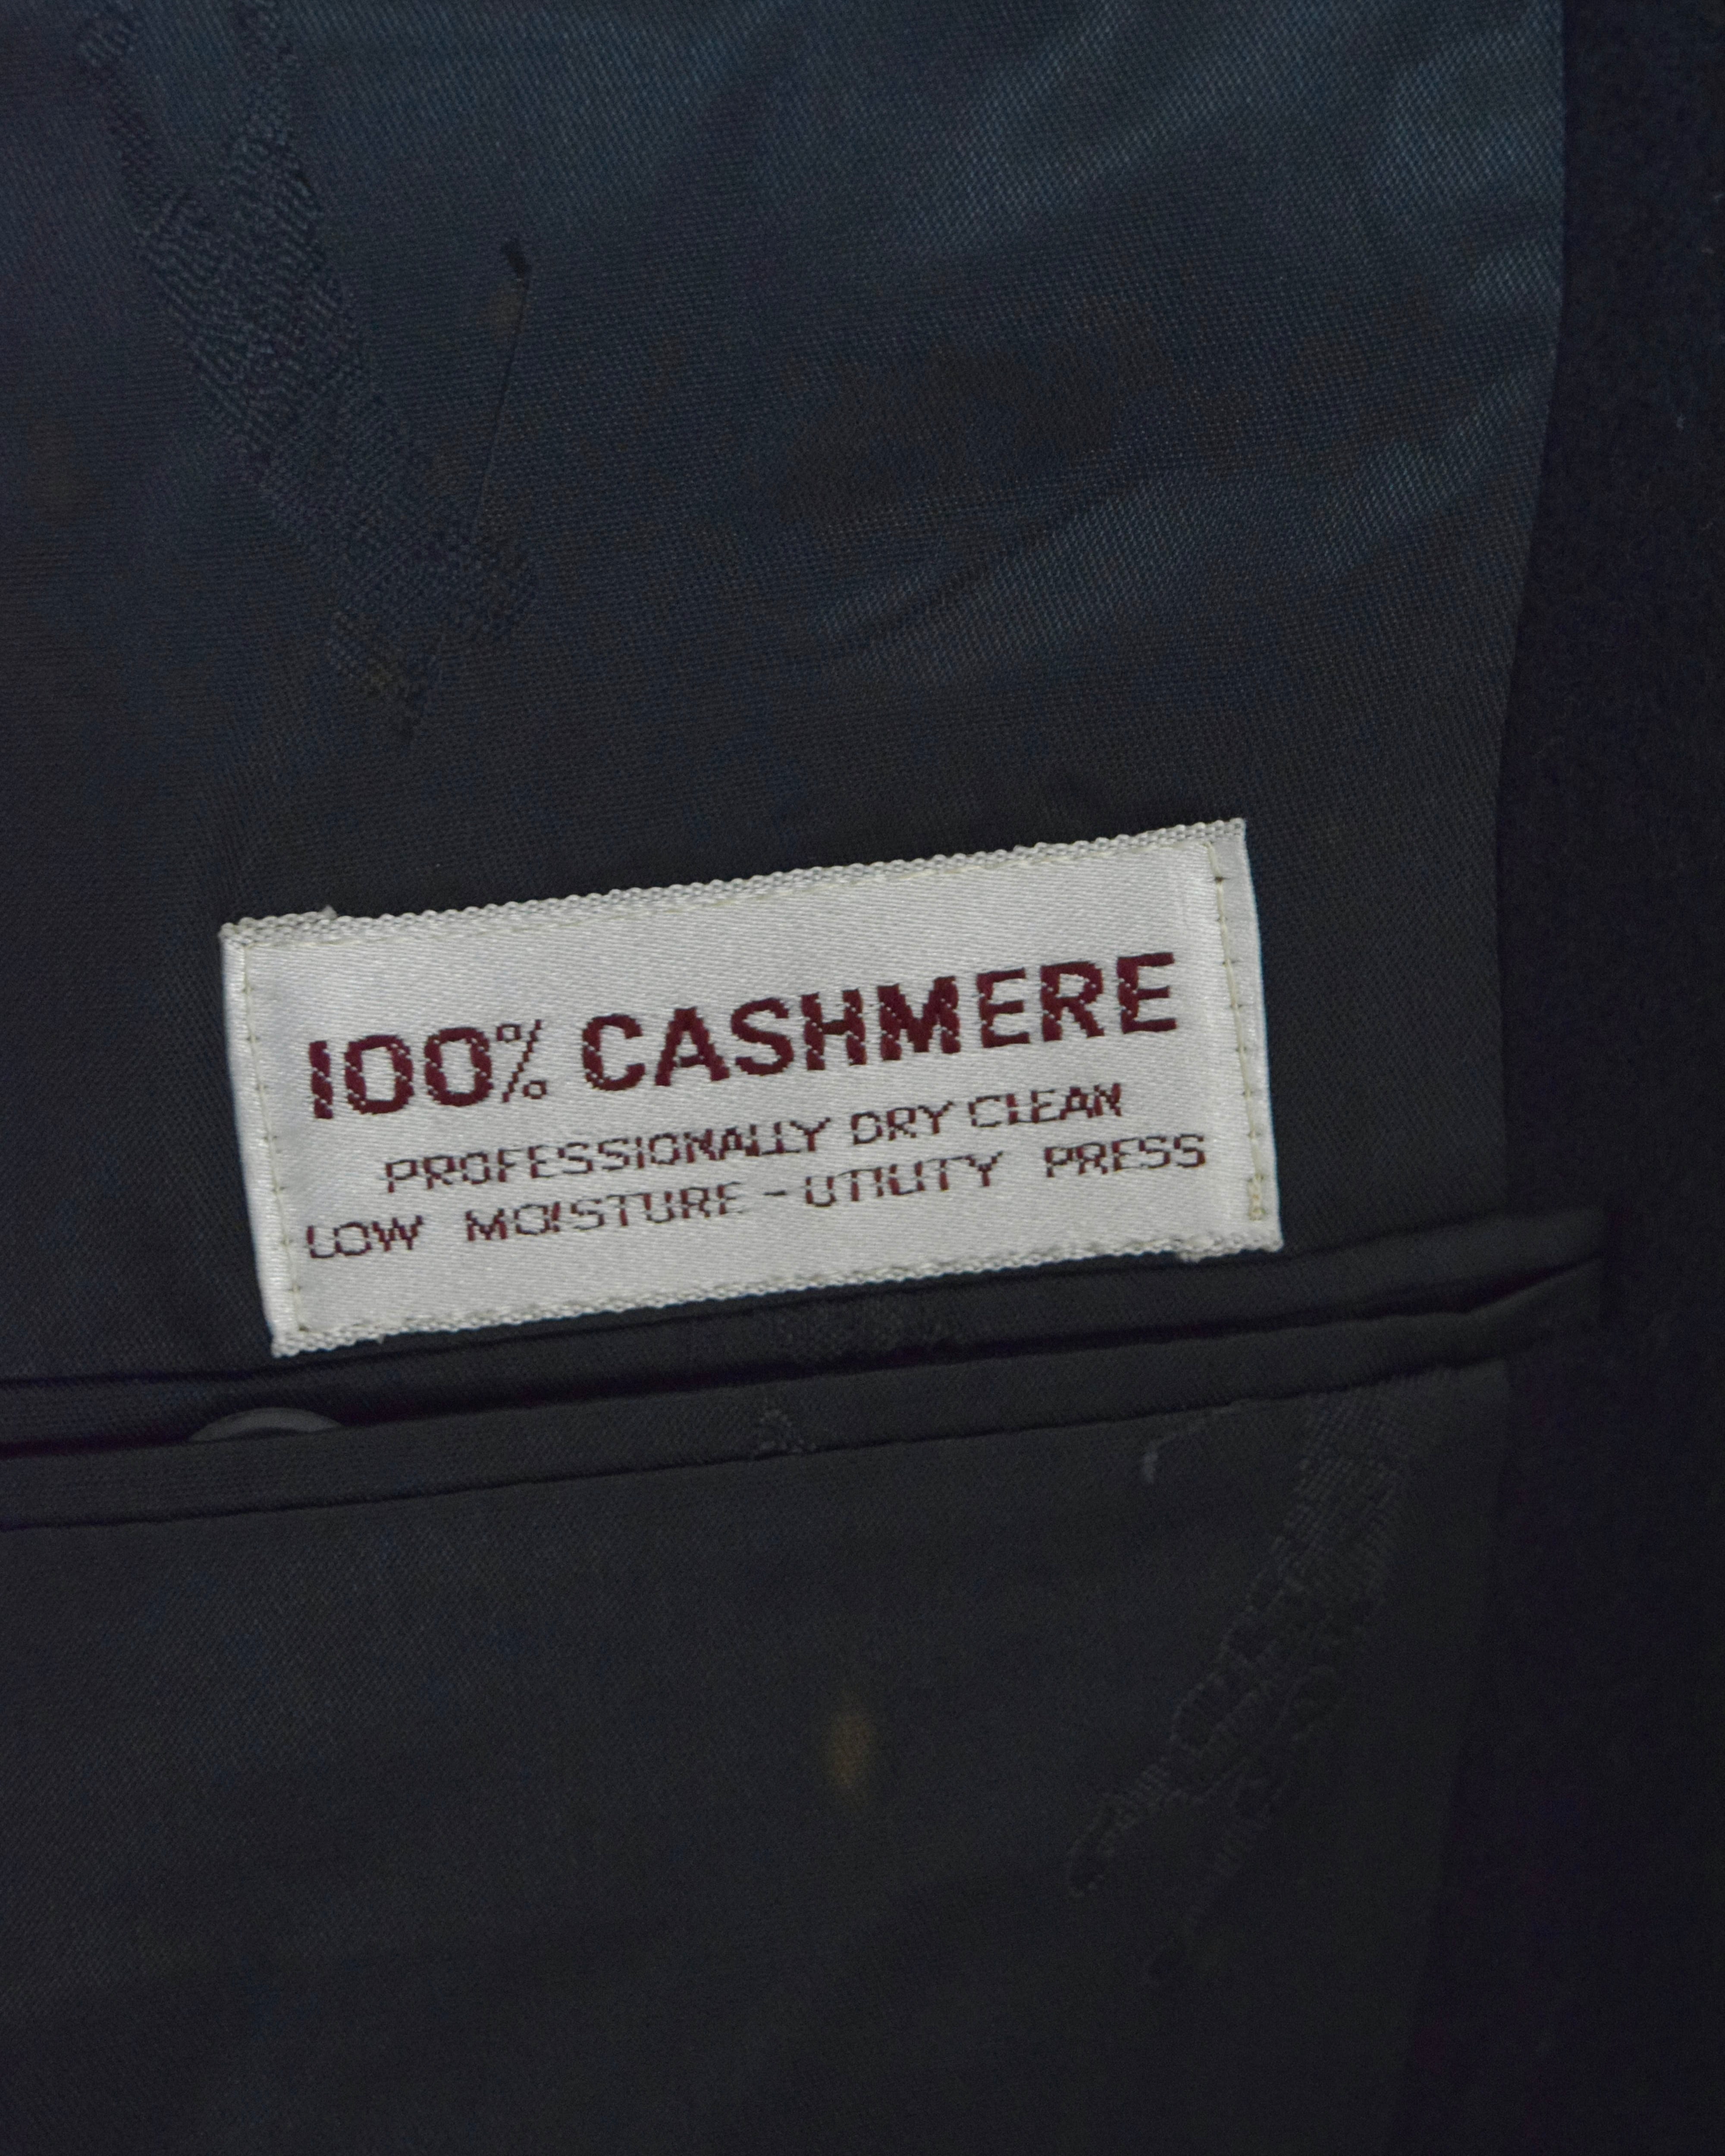 100% CASHMERE
PROFESSIONALLY DRY CLEAN
LOW MOISTURE - UTILITY PRESS